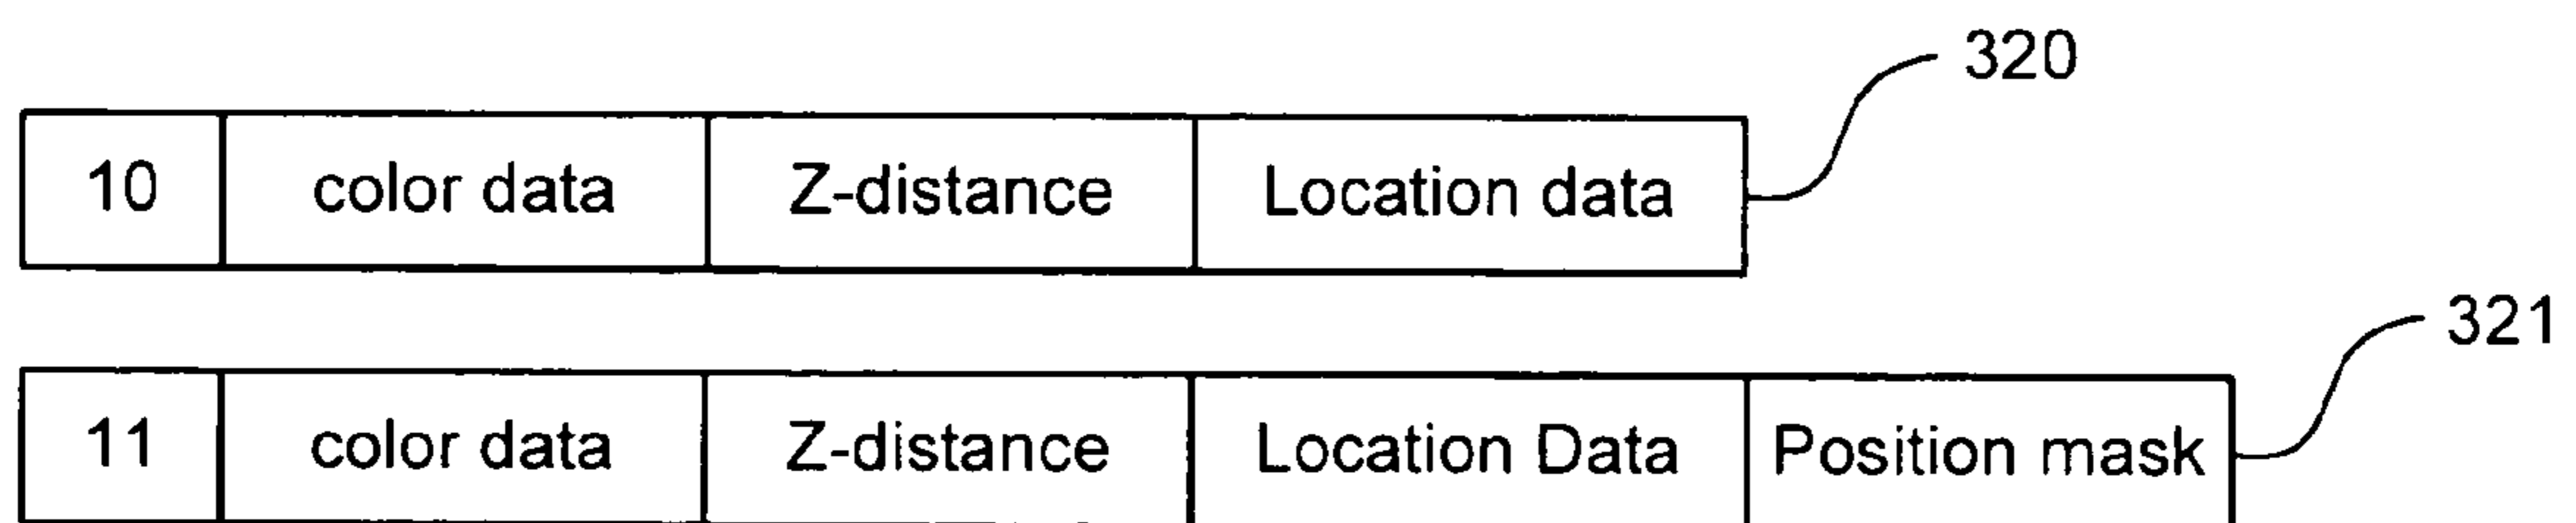 320
10 color data Z-distance Location data
321
11 color data Z-distance Location Data Position mask